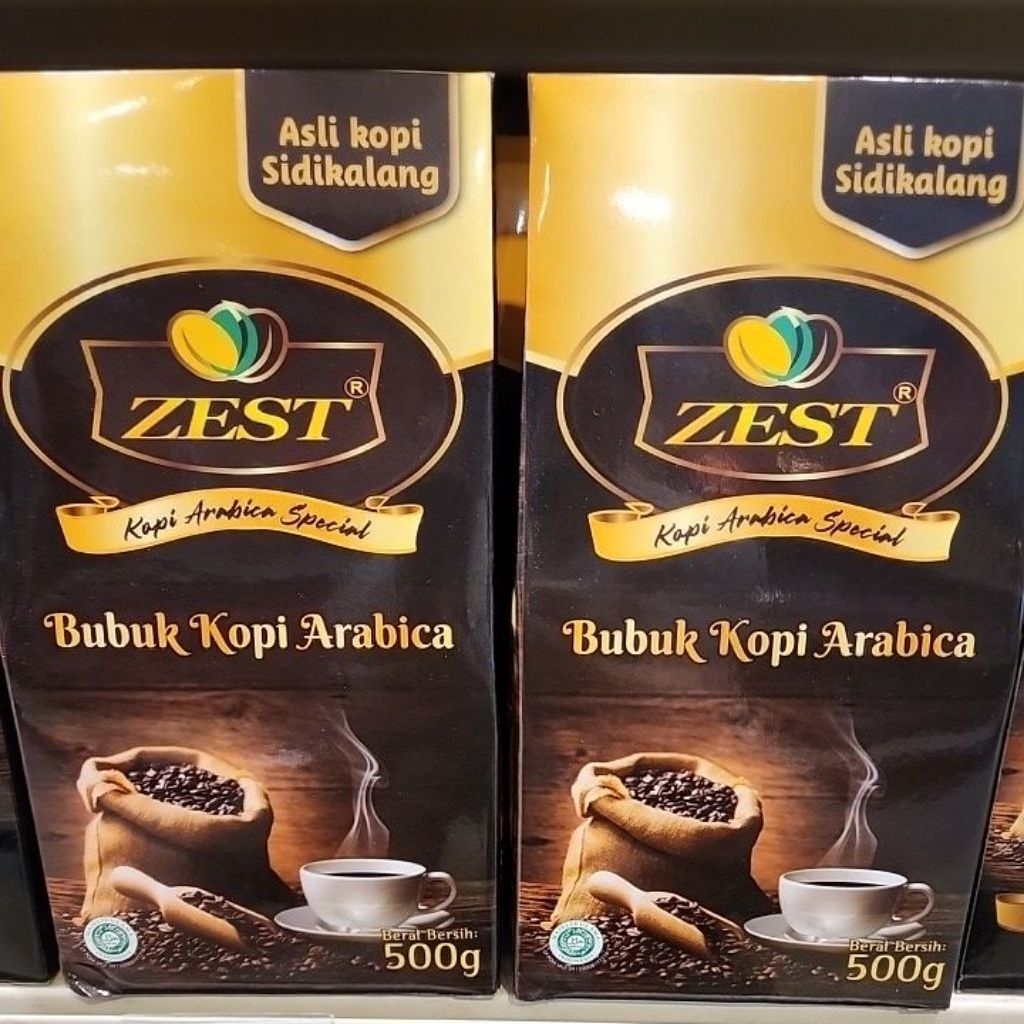 Asli kopi
Sidikalang
ZEST®
Kopi Arabica Special
Bubuk Kopi Arabica
Berat Bersih:
500g
Asli kopi
Sidikalang
ZEST®
Kopi Arabica Special
Bubuk Kopi Arabica
Berat Bersih:
500g